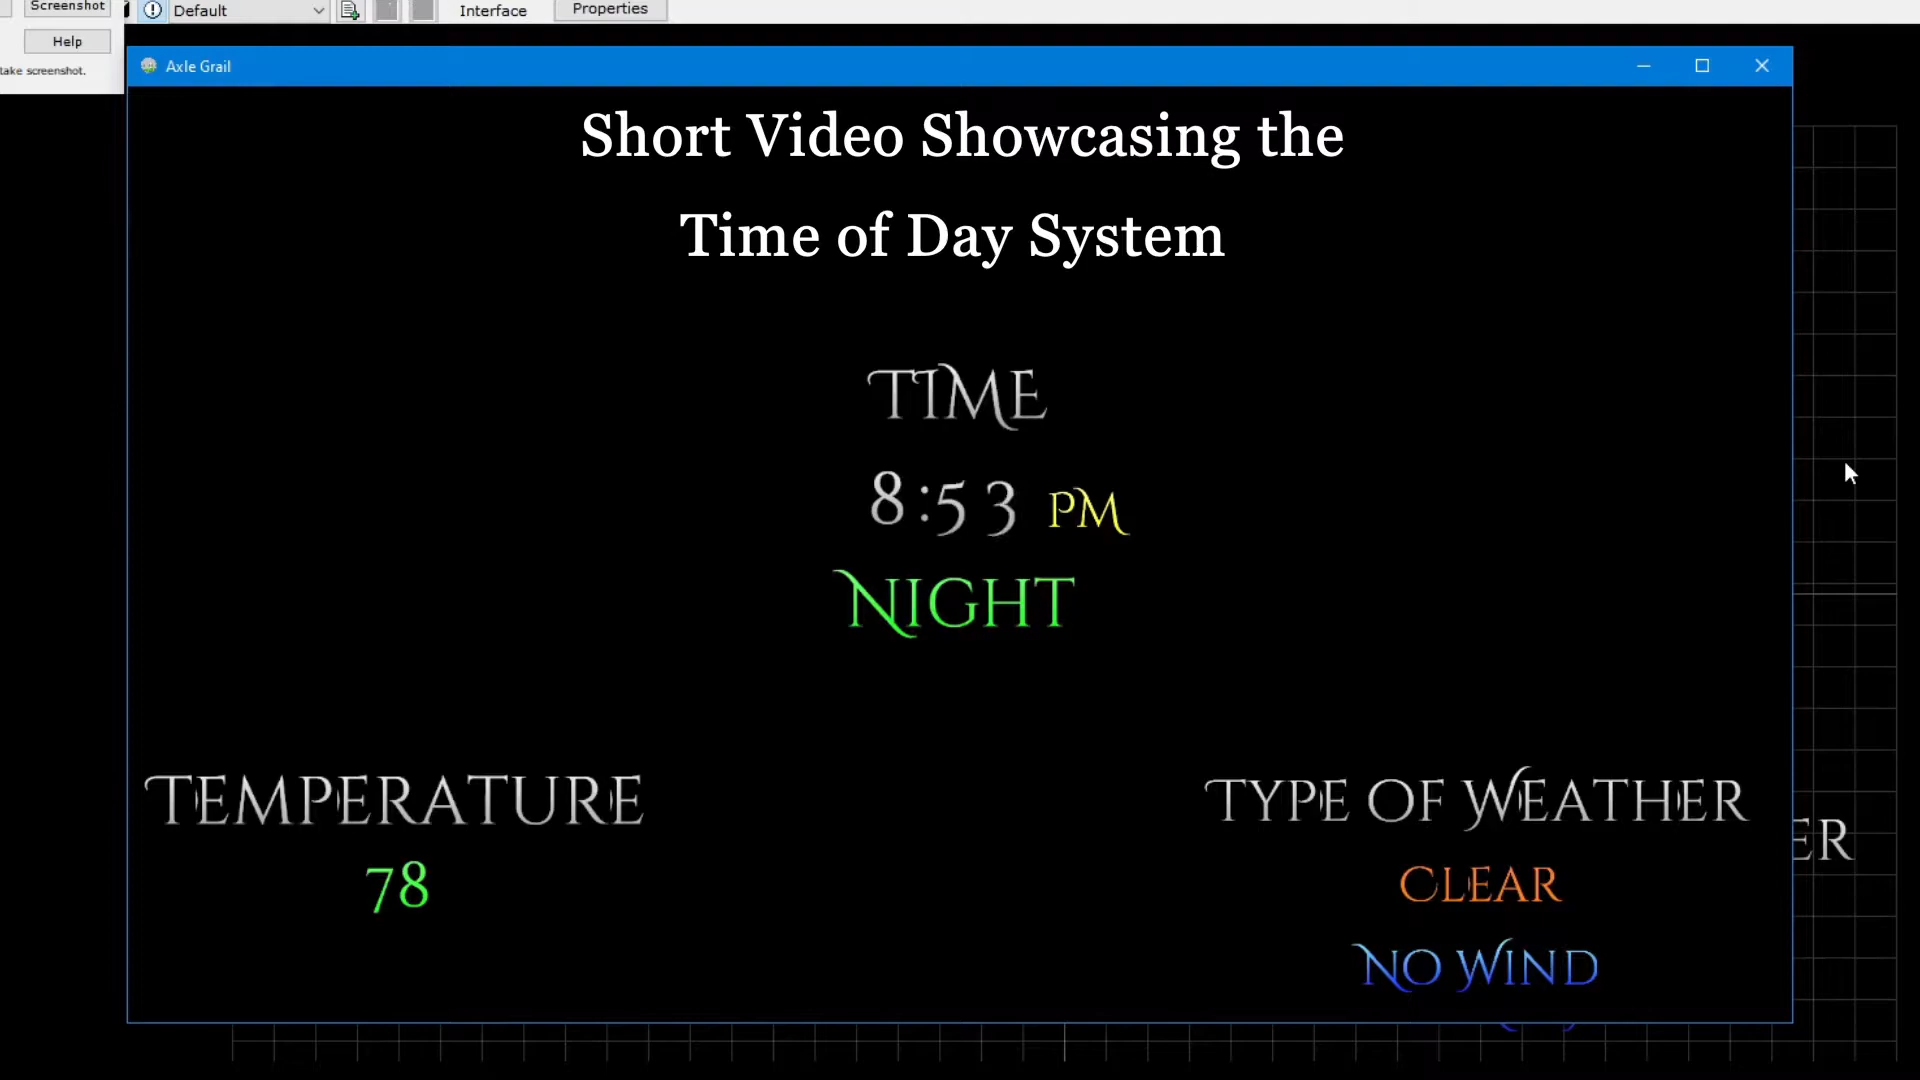 Screenshot
Default
Interface
Properties
Help
take screenshot.
Axle Grail
Short Video Showcasing the
Time of Day System
TIME
8:53 PM
NIGHT
TEMPERATURE
78
TYPE OF WEATHER
CLEAR
NO WIND
ER